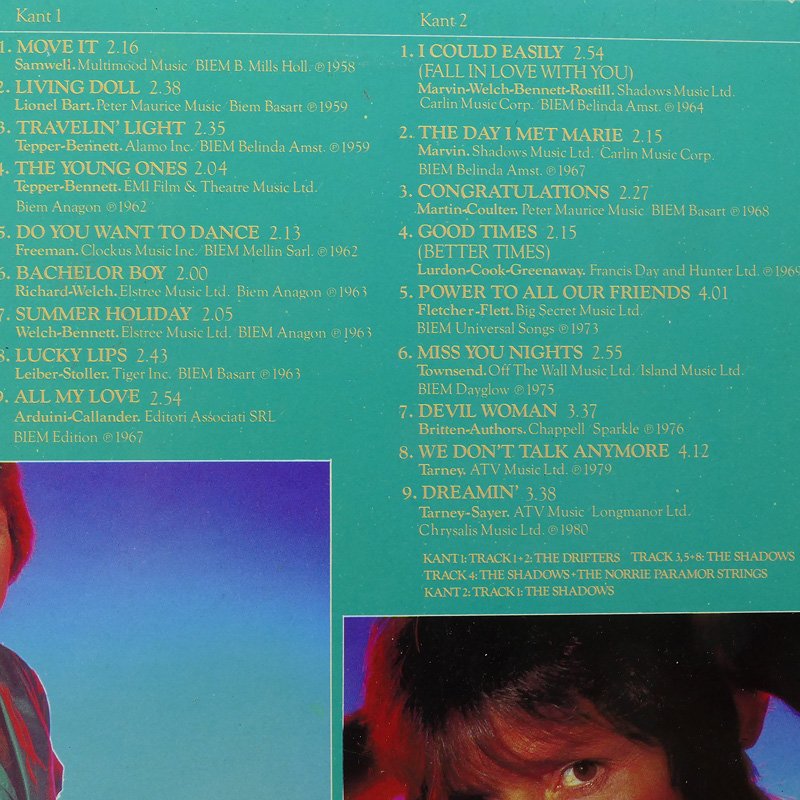 Kant 1
1. MOVE IT 2.16
Samwell. Multimood Music / BIEM B. Mills Holl. ℗1958
2. LIVING DOLL 2.38
Lionel Bart. Peter Maurice Music / Biem Basart ℗1959
3. TRAVELIN' LIGHT 2.35
Tepper-Bennett. Alamo Inc. / BIEM Belinda Amst. ℗1959
4. THE YOUNG ONES 2.04
Tepper-Bennett. EMI Film & Theatre Music Ltd. /
Biem Anagon ℗1962
5. DO YOU WANT TO DANCE 2.13
Freeman. Clockus Music Inc. / BIEM Mellin Sarl. ℗1962
6. BACHELOR BOY 2.00
Richard-Welch. Elstree Music Ltd. / Biem Anagon ℗1963
7. SUMMER HOLIDAY 2.05
Welch-Bennett. Elstree Music Ltd. / BIEM Anagon ℗1963
8. LUCKY LIPS 2.43
Leiber-Stoller. Tiger Inc. / BIEM Basart ℗1963
9. ALL MY LOVE 2.54
Arduini-Callander. Editori Associati SRL /
BIEM Edition ℗1967
Kant 2
1. I COULD EASILY 2.54
(FALL IN LOVE WITH YOU)
Marvin-Welch-Bennett-Rostill. Shadows Music Ltd. /
Carlin Music Corp. / BIEM Belinda Amst. ℗1964
2. THE DAY I MET MARIE 2.15
Marvin. Shadows Music Ltd. / Carlin Music Corp. /
BIEM Belinda Amst. ℗1967
3. CONGRATULATIONS 2.27
Martin-Coulter. Peter Maurice Music / BIEM Basart ℗1968
4. GOOD TIMES 2.15
(BETTER TIMES)
Lurdon-Cook-Greenaway. Francis Day and Hunter Ltd. ℗1969
5. POWER TO ALL OUR FRIENDS 4.01
Fletcher-Flett. Big Secret Music Ltd. /
BIEM Universal Songs ℗1973
6. MISS YOU NIGHTS 2.55
Townsend. Off The Wall Music Ltd. / Island Music Ltd. /
BIEM Dayglow ℗1975
7. DEVIL WOMAN 3.37
Britten-Authors. Chappell / Sparkle ℗1976
8. WE DON'T TALK ANYMORE 4.12
Tarney. ATV Music Ltd. ℗1979
9. DREAMIN' 3.38
Tarney-Sayer. ATV Music / Longmanor Ltd. /
Chrysalis Music Ltd. ℗1980
KANT 1: TRACK 1+2: THE DRIFTERS TRACK 3,5+8: THE SHADOWS
TRACK 4: THE SHADOWS + THE NORRIE PARAMOR STRINGS
KANT 2: TRACK 1: THE SHADOWS